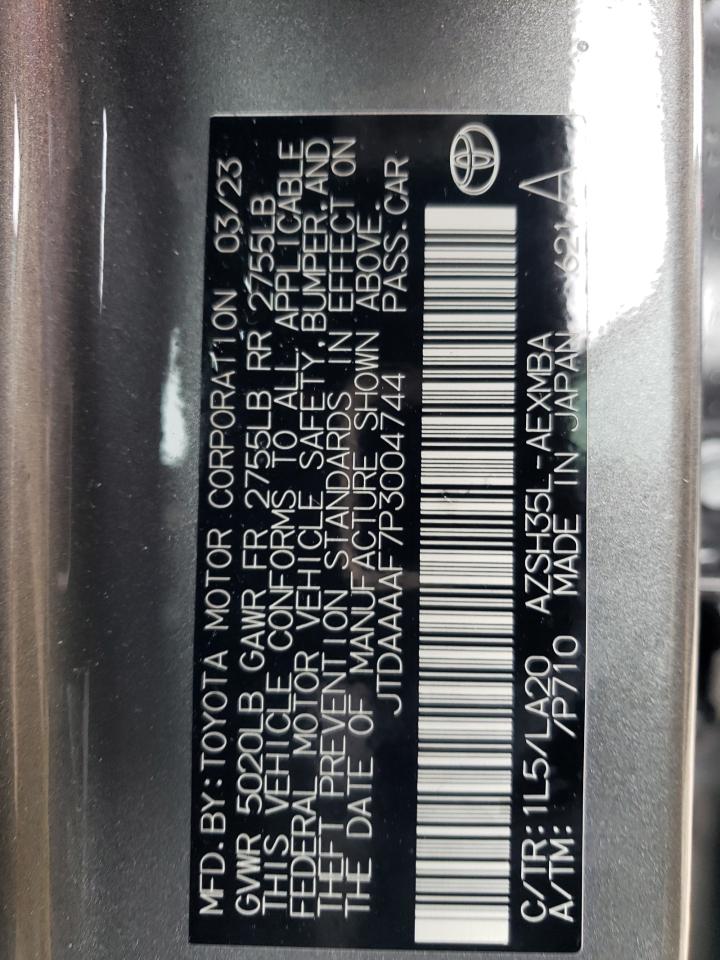 MFD.BY:TOYOTA MOTOR CORPORATION 03/23
GVWR 5020LB GAWR FR 2755LB RR 2755LB
THIS VEHICLE CONFORMS TO ALL APPLICABLE
FEDERAL MOTOR VEHICLE SAFETY,BUMPER,AND
THEFT PREVENTION STANDARDS IN EFFECT ON
THE DATE OF MANUFACTURE SHOWN ABOVE.
JTDAAAAF7P3004744 PASS.CAR
C/TR:1L5/LA20 AZSH35L-AEXMBA
A/TM: /P710 MADE IN JAPAN
A